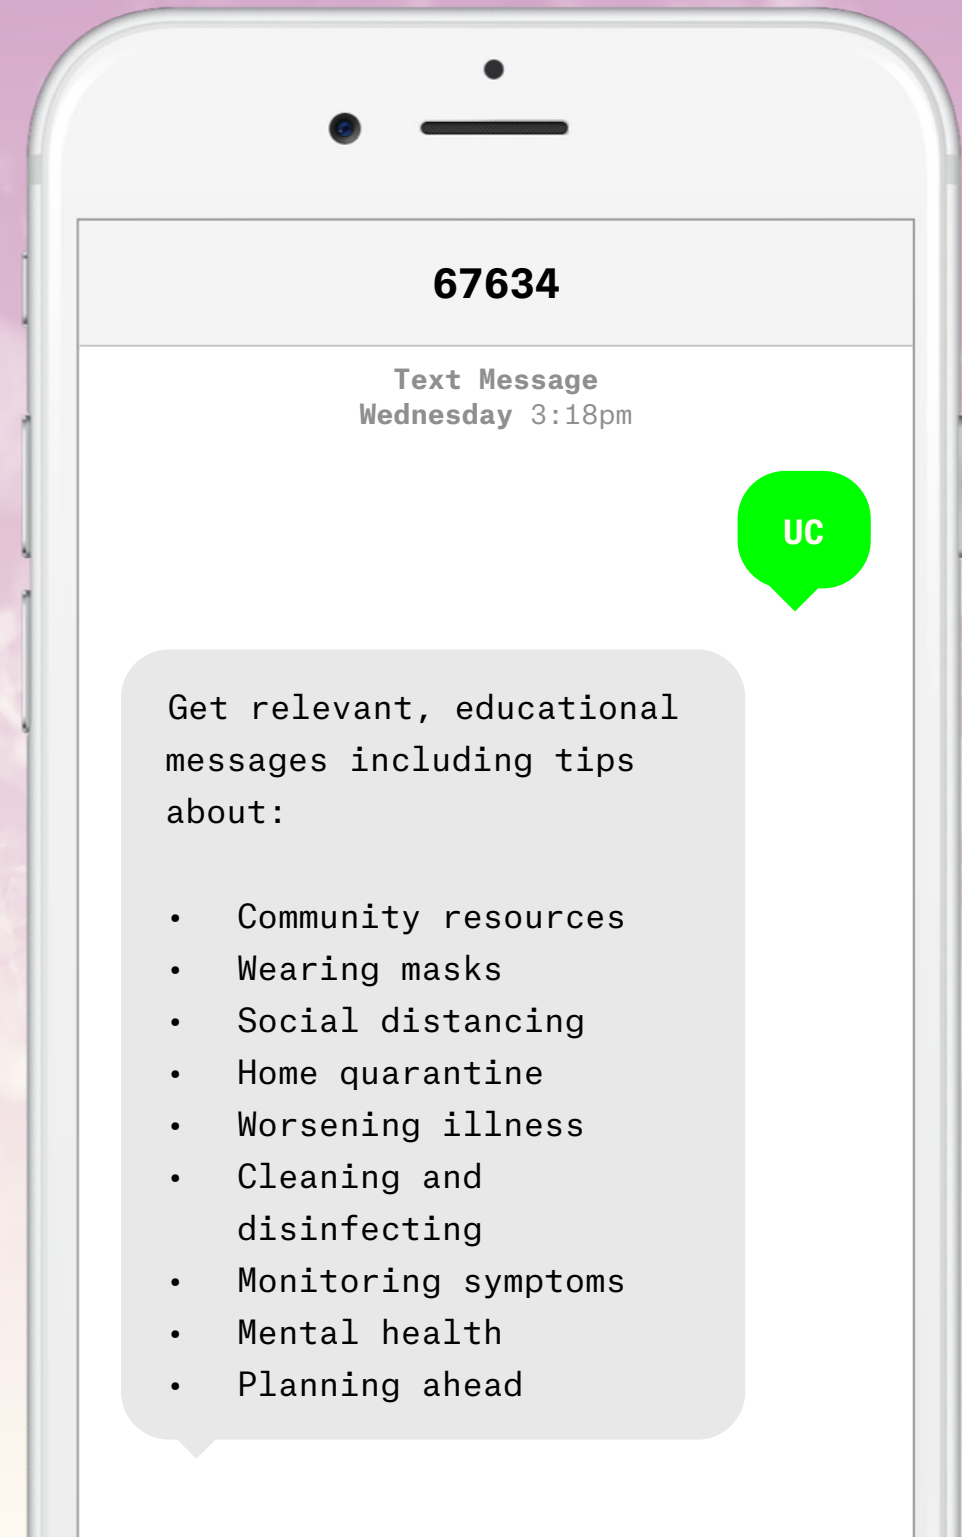 67634
Text Message
Wednesday 3:18pm
UC
Get relevant, educational
messages including tips
about:
• Community resources
• Wearing masks
• Social distancing
• Home quarantine
• Worsening illness
• Cleaning and
disinfecting
• Monitoring symptoms
• Mental health
• Planning ahead